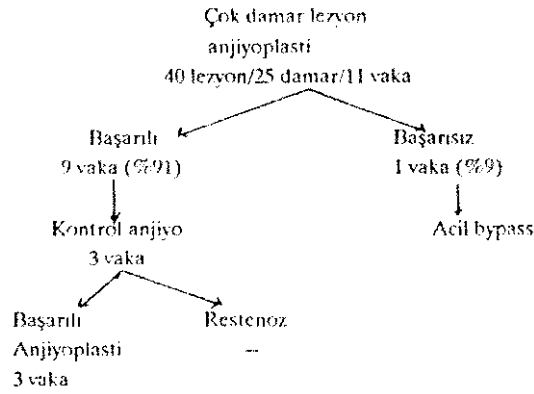 Çok damar lezyon
anjiyoplasti
40 lezyon/25 damar/11 vaka
Başarılı
9 vaka (%91)
Başarısız
1 vaka (%9)
Kontrol anjiyo
3 vaka
Acil bypass
Başarılı
Anjiyoplasti
3 vaka
Restenoz
--